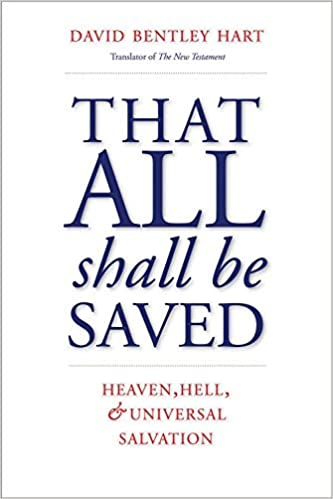 DAVID BENTLEY HART
Translator of The New Testament
THAT
ALL
shall be
SAVED
HEAVEN, HELL,
& UNIVERSAL
SALVATION